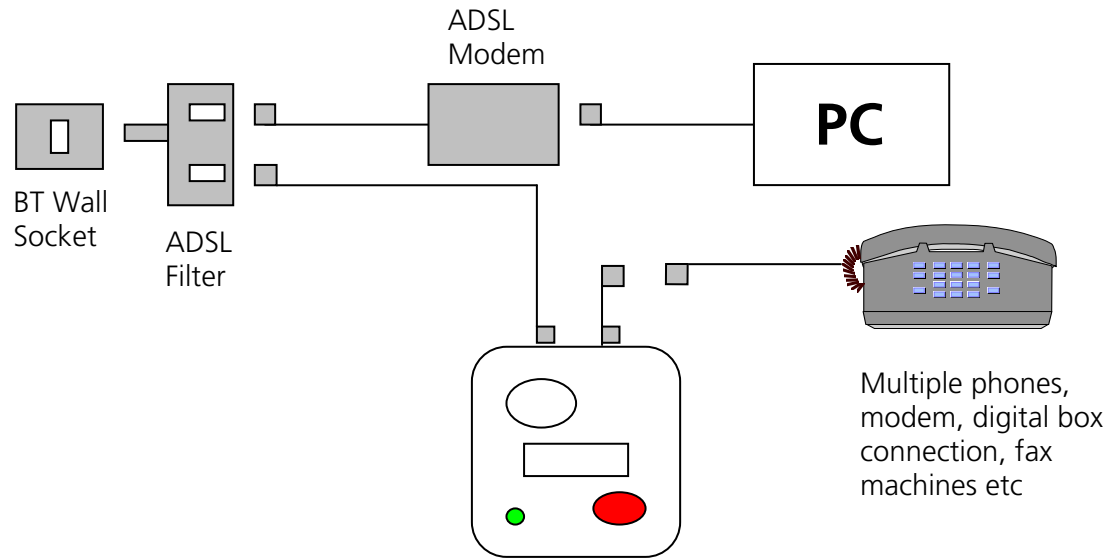 ADSL
Modem
PC
BT Wall
Socket
ADSL
Filter
Multiple phones,
modem, digital box
connection, fax
machines etc